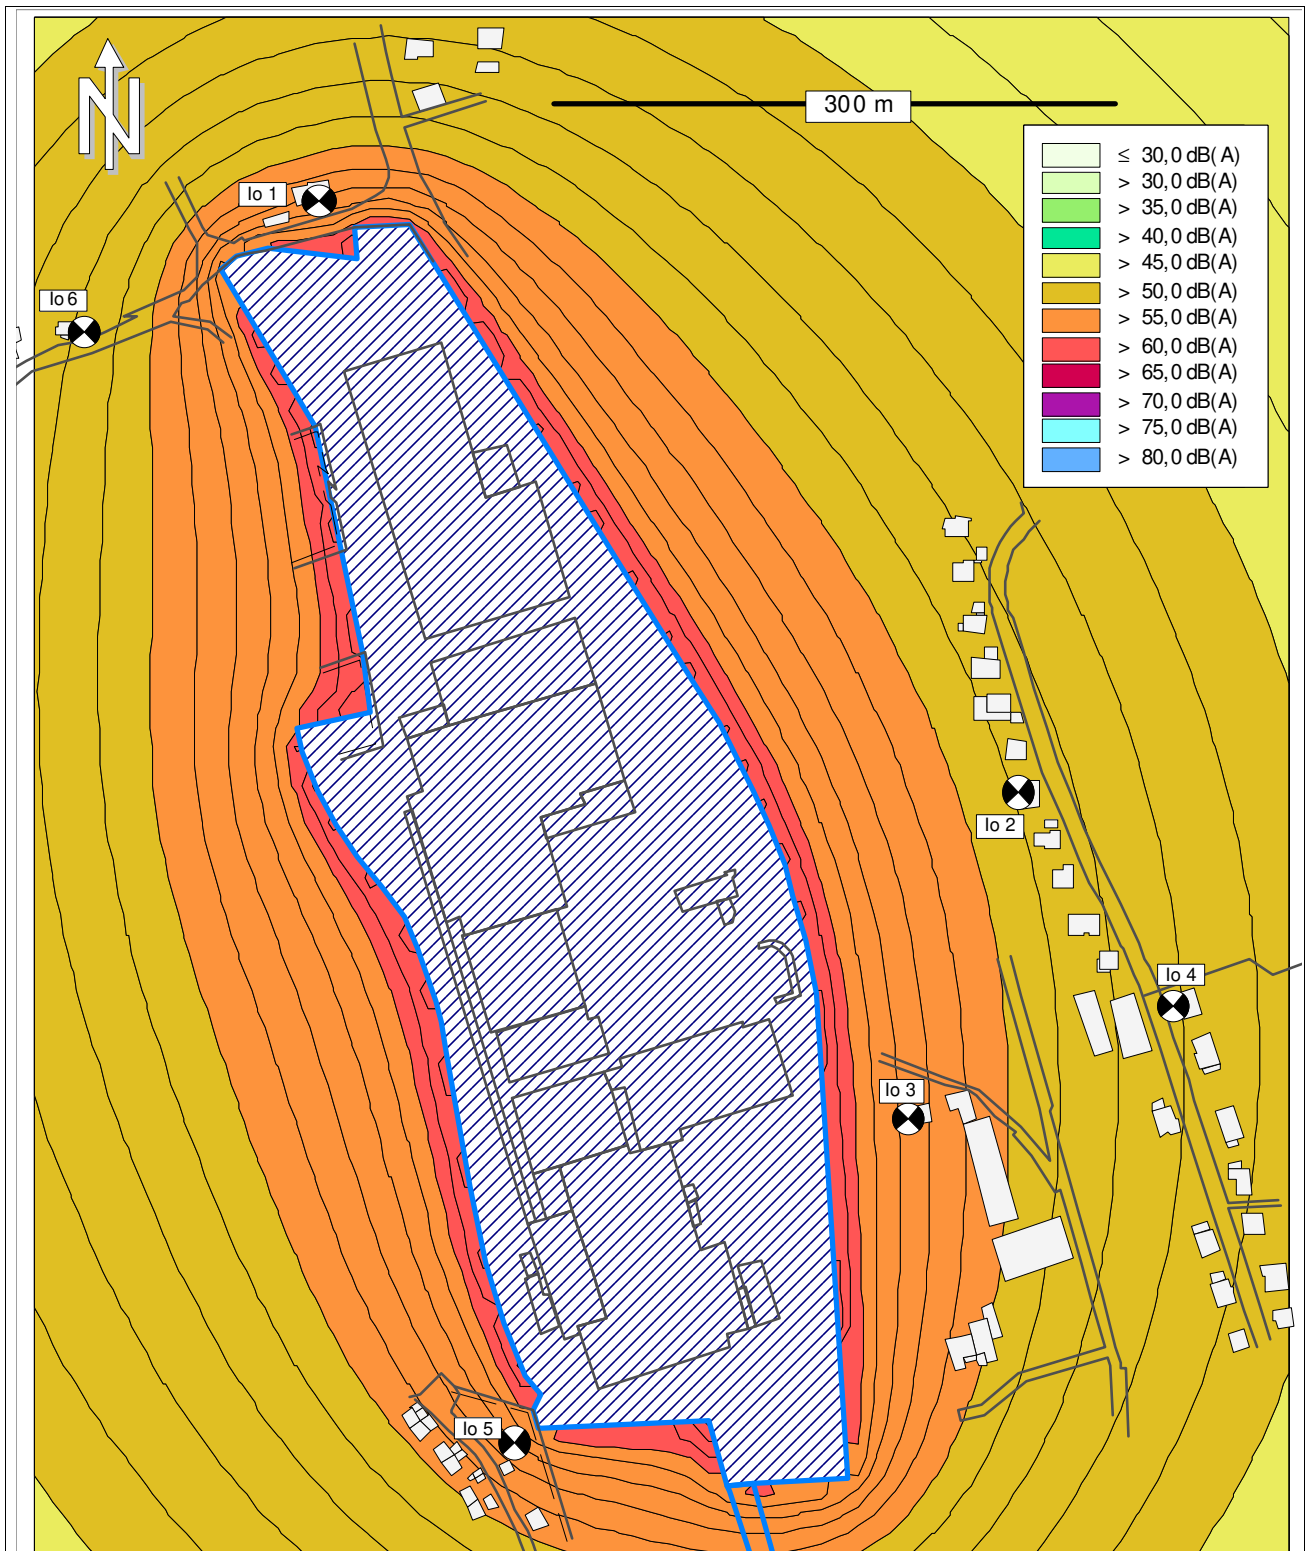 N
300 m
≤ 30,0 dB(A)
> 30,0 dB(A)
> 35,0 dB(A)
> 40,0 dB(A)
> 45,0 dB(A)
> 50,0 dB(A)
> 55,0 dB(A)
> 60,0 dB(A)
> 65,0 dB(A)
> 70,0 dB(A)
> 75,0 dB(A)
> 80,0 dB(A)
Io 1
Io 6
Io 2
Io 4
Io 3
Io 5